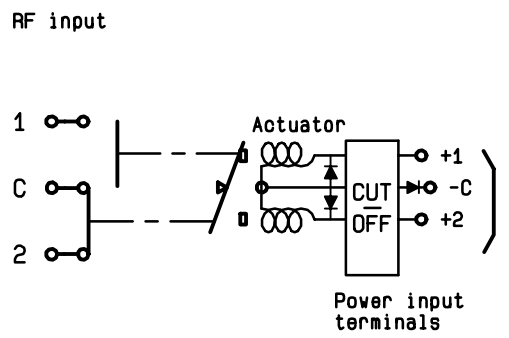 RF input
Actuator
1
+1
C
CUT
-C
2
OFF
+2
Power input
terminals